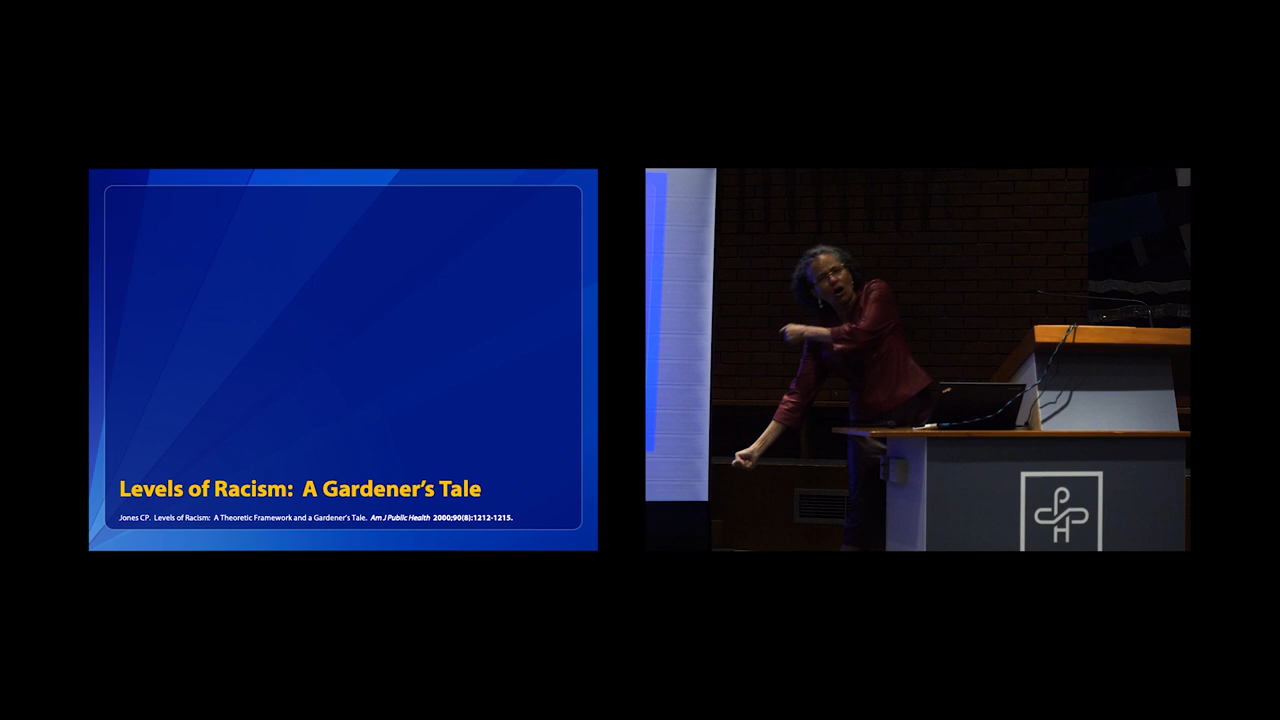 Levels of Racism: A Gardener's Tale
Jones CP. Levels of Racism: A Theoretic Framework and a Gardener's Tale. Am J Public Health 2000;90(8):1212-1215.
P
H